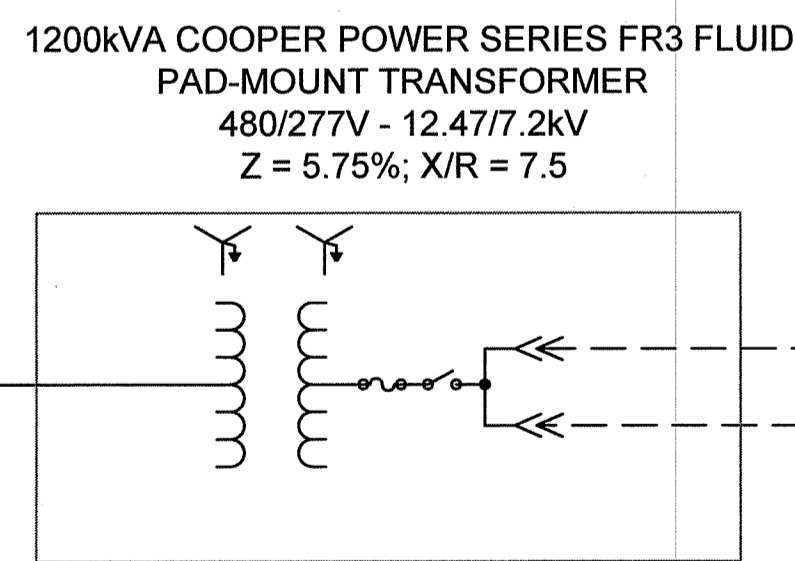 1200kVA COOPER POWER SERIES FR3 FLUID
PAD-MOUNT TRANSFORMER
480/277V - 12.47/7.2kV
Z = 5.75%; X/R = 7.5